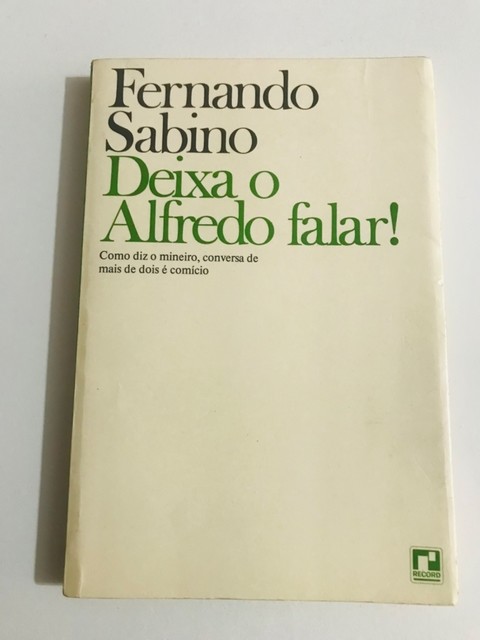 Fernando
Sabino
Deixa o
Alfredo falar!
Como diz o mineiro, conversa de
mais de dois é comício
RECORD